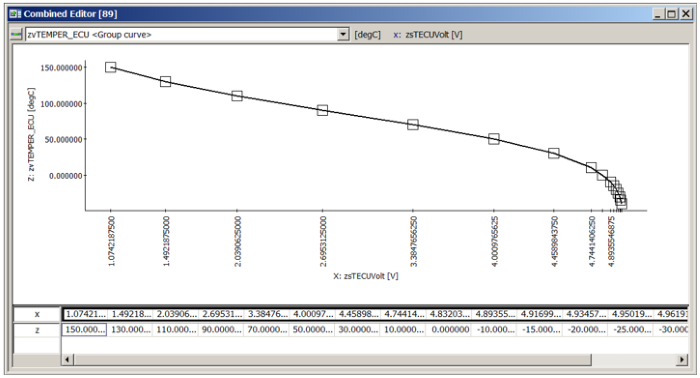 Combined Editor [89]
zvTEMPER_ECU <Group curve> [degC] x: zsTECUVolt [V]
150.000000
100.000000
50.000000
0.000000
Z: zvTEMPER_ECU [degC]
1.0742187500
1.4921875000
2.0390625000
2.6953125000
3.3847656250
4.0009765625
4.4589843750
4.7441406250
4.8935546875
X: zsTECUVolt [V]
x 1.07421... 1.49218... 2.03906... 2.69531... 3.38476... 4.00097... 4.45898... 4.74414... 4.83203... 4.89355... 4.91699... 4.93457... 4.95019... 4.96191
z 150.000... 130.000... 110.000... 90.0000... 70.0000... 50.0000... 30.0000... 10.0000... 0.000000 -10.000... -15.000... -20.000... -25.000... -30.000